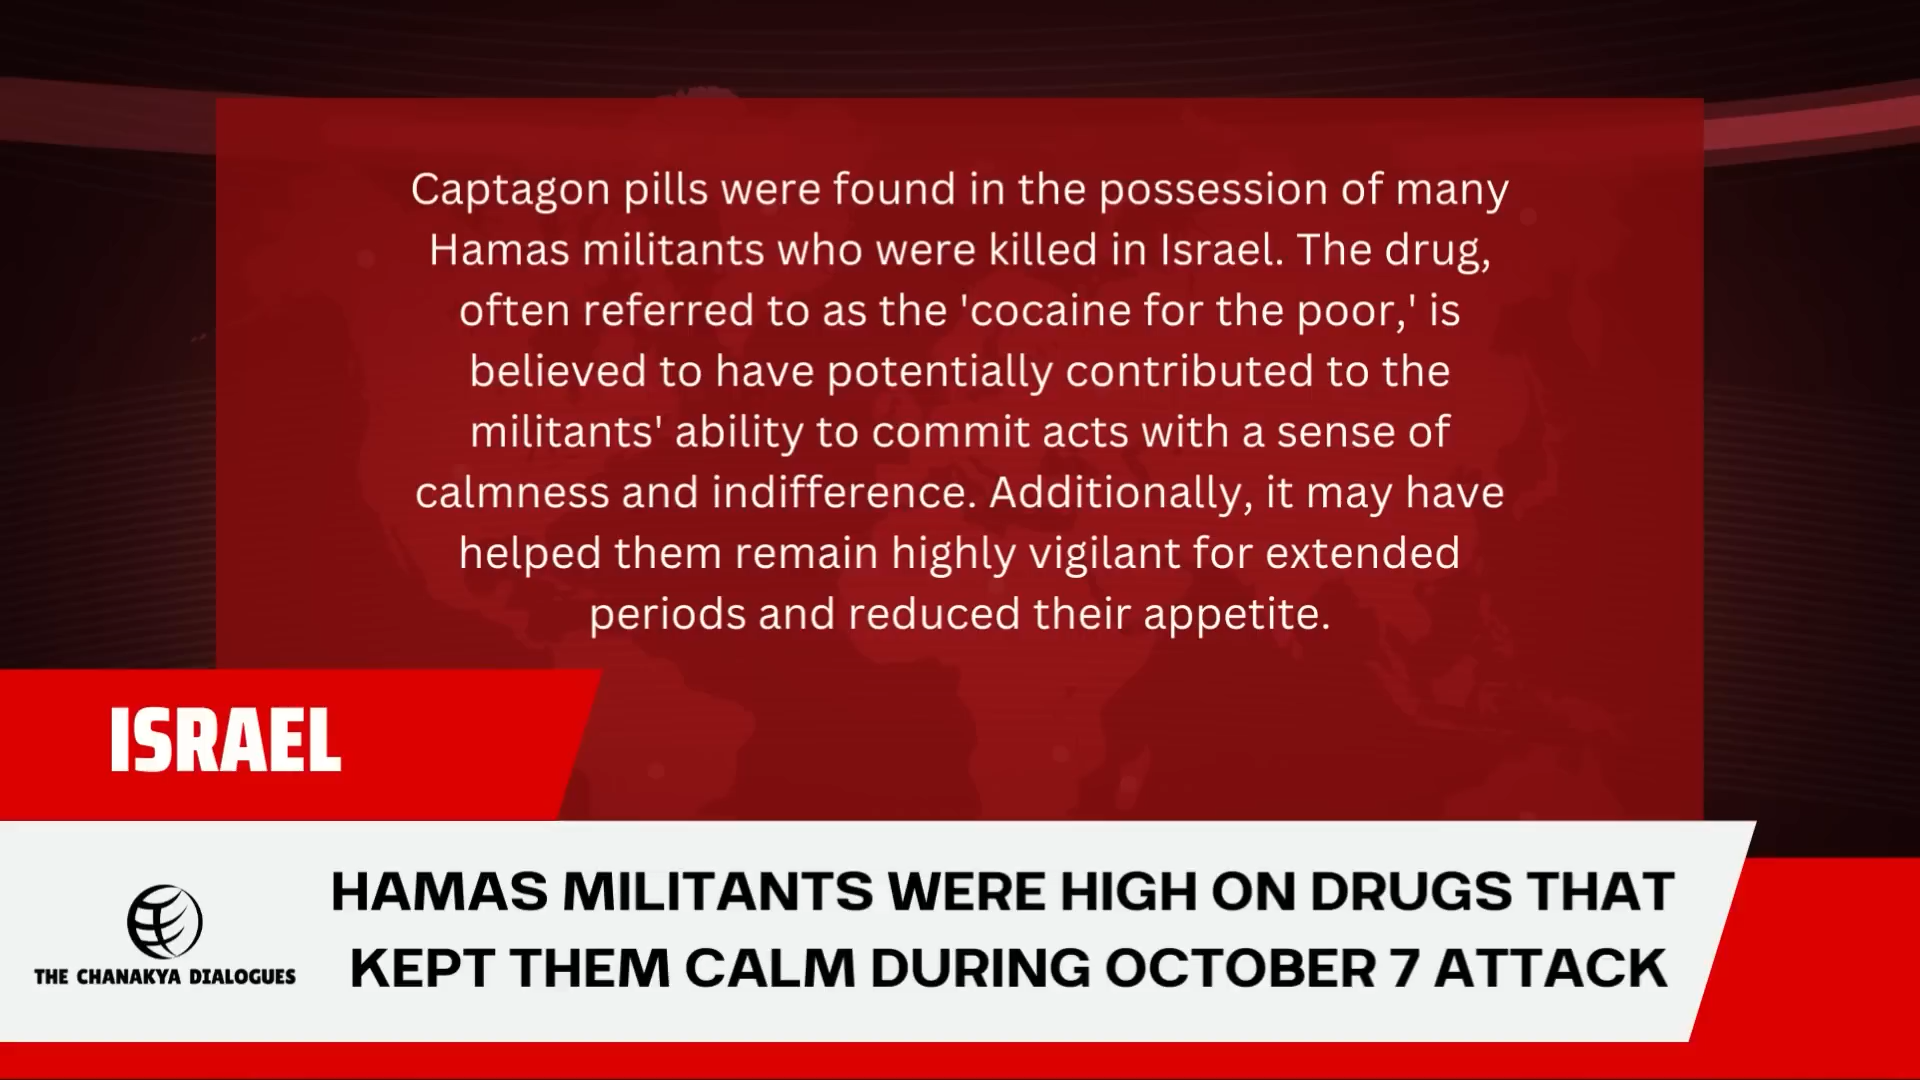 Captagon pills were found in the possession of many
Hamas militants who were killed in Israel. The drug,
often referred to as the 'cocaine for the poor,' is
believed to have potentially contributed to the
militants' ability to commit acts with a sense of
calmness and indifference. Additionally, it may have
helped them remain highly vigilant for extended
periods and reduced their appetite.
ISRAEL
HAMAS MILITANTS WERE HIGH ON DRUGS THAT
KEPT THEM CALM DURING OCTOBER 7 ATTACK
THE CHANAKYA DIALOGUES